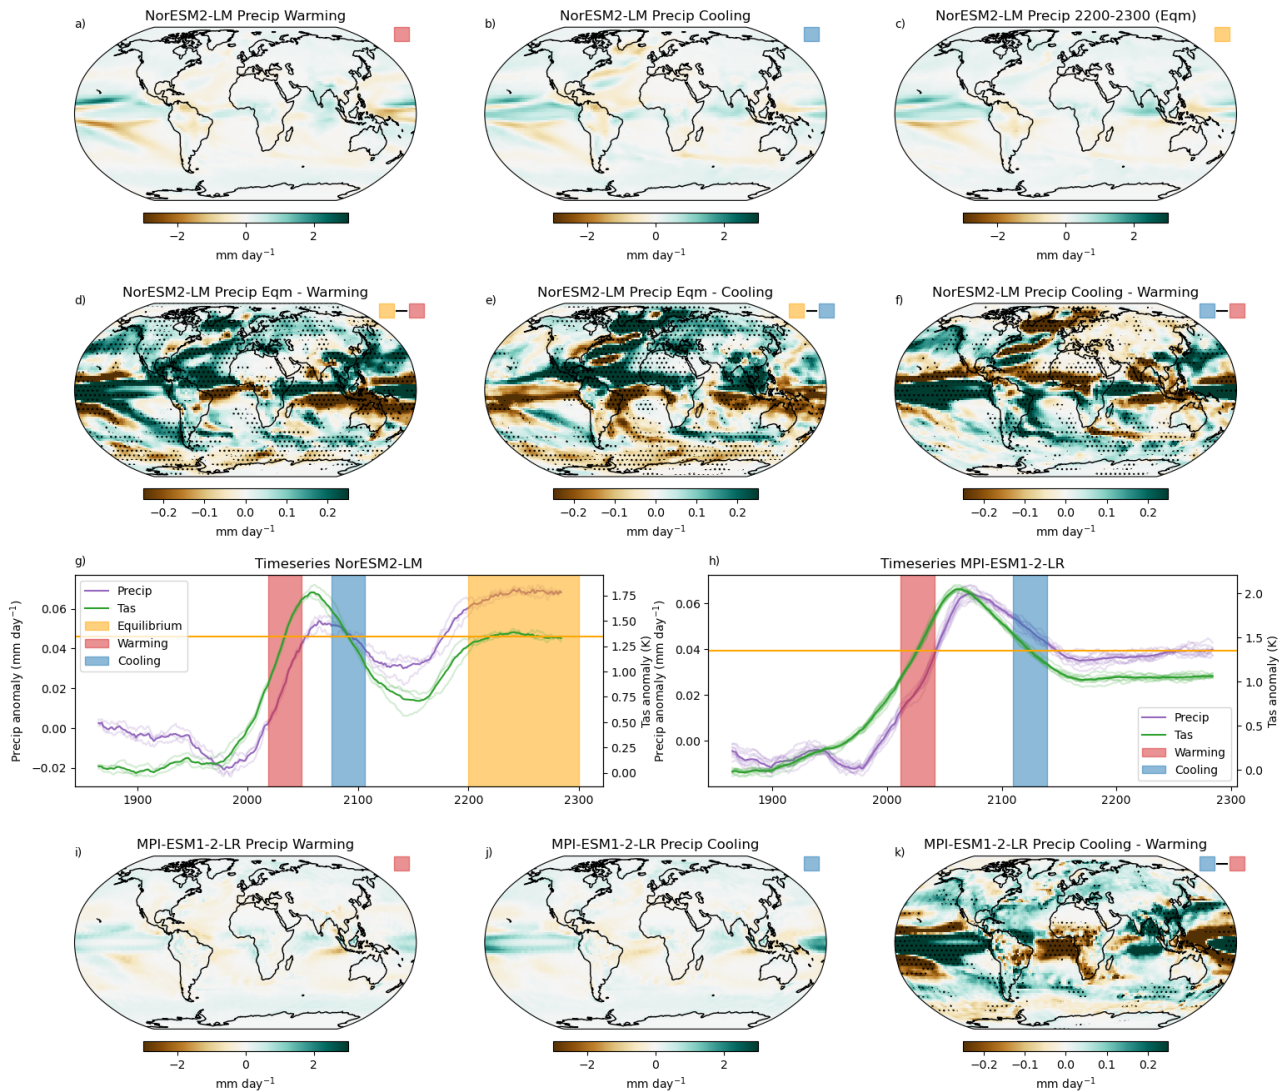 a)
NorESM2-LM Precip Warming
b)
NorESM2-LM Precip Cooling
c)
NorESM2-LM Precip 2200-2300 (Eqm)
−2 0 2
mm day⁻¹
−2 0 2
mm day⁻¹
−2 0 2
mm day⁻¹
d)
NorESM2-LM Precip Eqm - Warming
e)
NorESM2-LM Precip Eqm - Cooling
f)
NorESM2-LM Precip Cooling - Warming
−0.2 −0.1 0.0 0.1 0.2
mm day⁻¹
−0.2 −0.1 0.0 0.1 0.2
mm day⁻¹
−0.2 −0.1 0.0 0.1 0.2
mm day⁻¹
g)
Timeseries NorESM2-LM
Precip
Tas
Equilibrium
Warming
Cooling
Precip anomaly (mm day⁻¹)
0.06
0.04
0.02
0.00
−0.02
1900 2000 2100 2200 2300
1.75
1.50
1.25
1.00
0.75
0.50
0.25
0.00
Tas anomaly (K)
h)
Timeseries MPI-ESM1-2-LR
Precip
Tas
Warming
Cooling
Precip anomaly (mm day⁻¹)
0.06
0.04
0.02
0.00
1900 2000 2100 2200 2300
2.0
1.5
1.0
0.5
0.0
Tas anomaly (K)
i)
MPI-ESM1-2-LR Precip Warming
j)
MPI-ESM1-2-LR Precip Cooling
k)
MPI-ESM1-2-LR Precip Cooling - Warming
−2 0 2
mm day⁻¹
−2 0 2
mm day⁻¹
−0.2 −0.1 0.0 0.1 0.2
mm day⁻¹